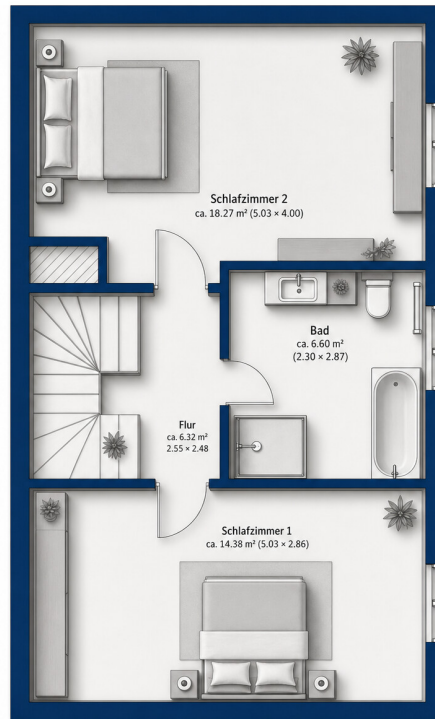 Schlafzimmer 2
ca. 18.27 m² (5.03 × 4.00)
Bad
ca. 6.60 m²
(2.30 × 2.87)
Flur
ca. 6.32 m²
2.55 × 2.48
Schlafzimmer 1
ca. 14.38 m² (5.03 × 2.86)